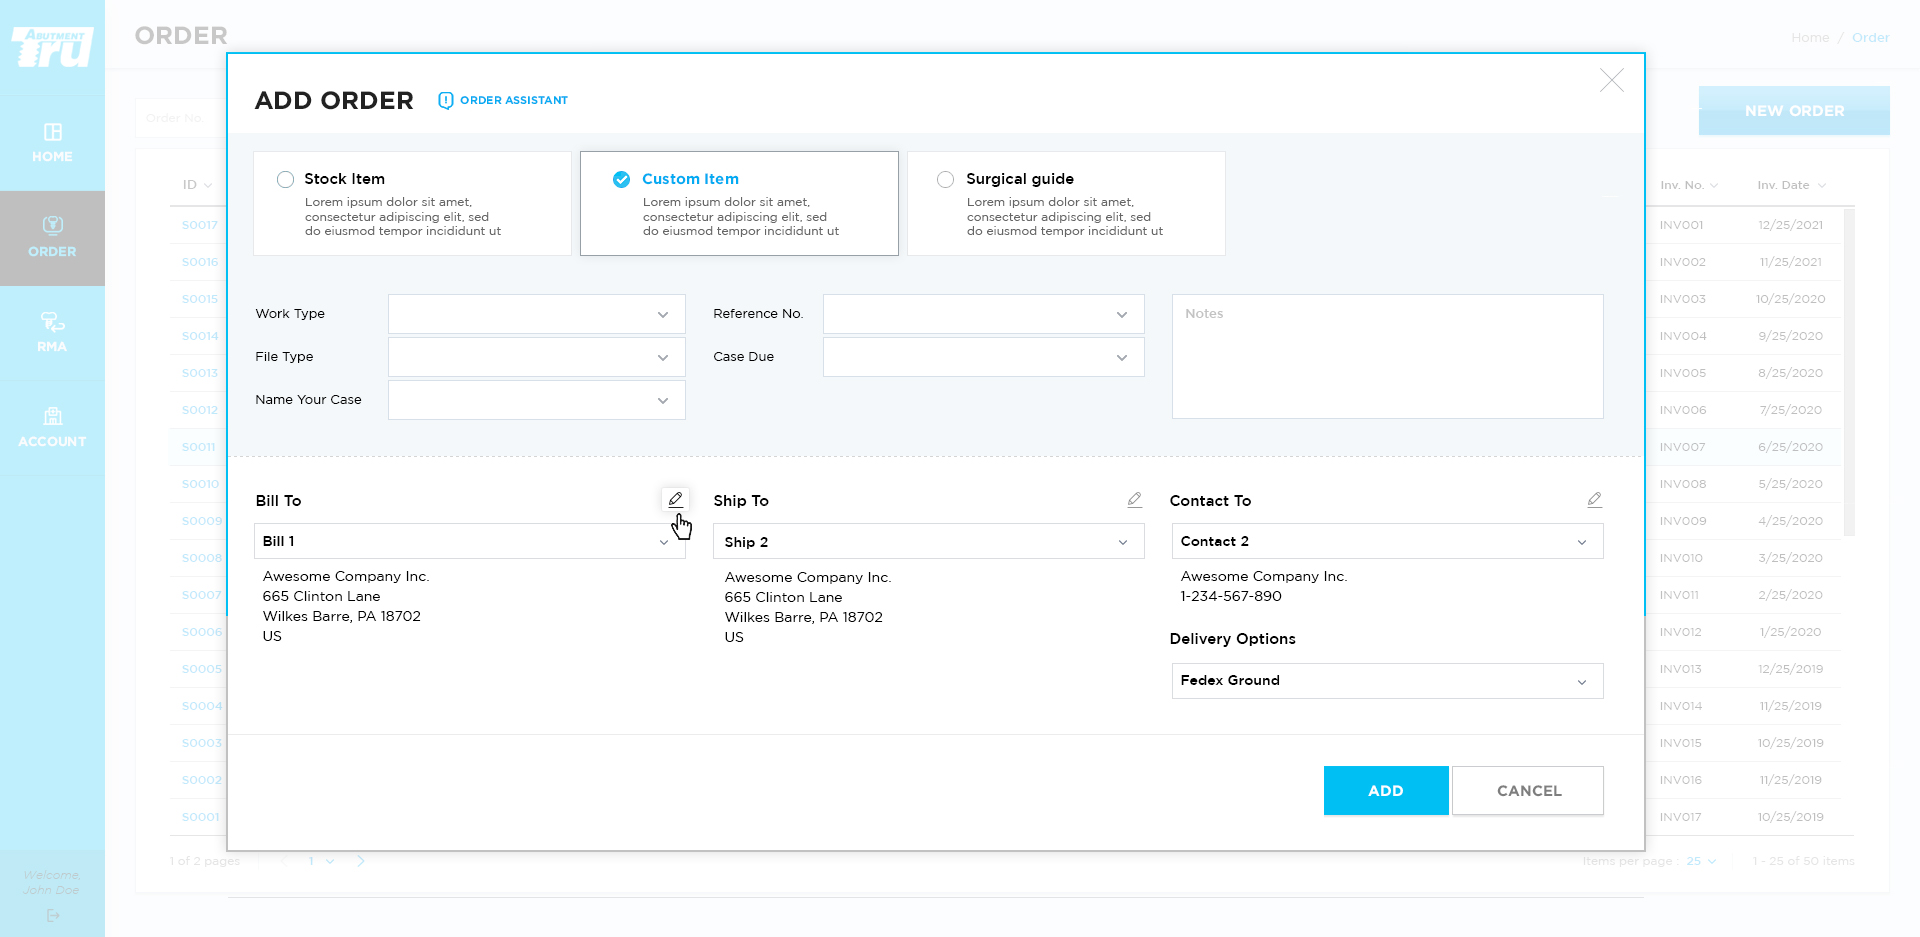 ABUTMENT
Tru
HOME
ORDER
RMA
ACCOUNT
Welcome,
John Doe
ORDER
Home / Order
Order No.
NEW ORDER
ADD ORDER
ORDER ASSISTANT
Stock Item
Lorem ipsum dolor sit amet,
consectetur adipiscing elit, sed
do eiusmod tempor incididunt ut
Custom Item
Lorem ipsum dolor sit amet,
consectetur adipiscing elit, sed
do eiusmod tempor incididunt ut
Surgical guide
Lorem ipsum dolor sit amet,
consectetur adipiscing elit, sed
do eiusmod tempor incididunt ut
Work Type
File Type
Name Your Case
Reference No.
Case Due
Notes
Bill To
Bill 1
Awesome Company Inc.
665 Clinton Lane
Wilkes Barre, PA 18702
US
Ship To
Ship 2
Awesome Company Inc.
665 Clinton Lane
Wilkes Barre, PA 18702
US
Contact To
Contact 2
Awesome Company Inc.
1-234-567-890
Delivery Options
Fedex Ground
ADD
CANCEL
ID Inv. No. Inv. Date
S0017 INV001 12/25/2021
S0016 INV002 11/25/2021
S0015 INV003 10/25/2020
S0014 INV004 9/25/2020
S0013 INV005 8/25/2020
S0012 INV006 7/25/2020
S0011 INV007 6/25/2020
S0010 INV008 5/25/2020
S0009 INV009 4/25/2020
S0008 INV010 3/25/2020
S0007 INV011 2/25/2020
S0006 INV012 1/25/2020
S0005 INV013 12/25/2019
S0004 INV014 11/25/2019
S0003 INV015 10/25/2019
S0002 INV016 11/25/2019
S0001 INV017 10/25/2019
1 of 2 pages
1
Items per page : 25
1 - 25 of 50 items